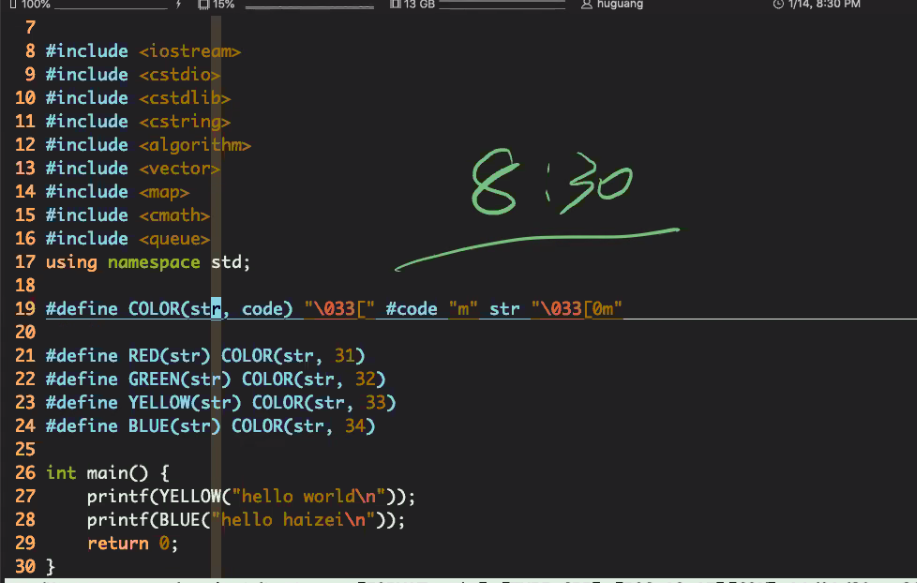 100% 15% 13 GB huguang 1/14, 8:30 PM
7
8 #include <iostream>
9 #include <cstdio>
10 #include <cstdlib>
11 #include <cstring>
12 #include <algorithm>
13 #include <vector>
14 #include <map>
15 #include <cmath>
16 #include <queue>
17 using namespace std;
18
19 #define COLOR(str, code) "\033[" #code "m" str "\033[0m"
20
21 #define RED(str) COLOR(str, 31)
22 #define GREEN(str) COLOR(str, 32)
23 #define YELLOW(str) COLOR(str, 33)
24 #define BLUE(str) COLOR(str, 34)
25
26 int main() {
27     printf(YELLOW("hello world\n"));
28     printf(BLUE("hello haizei\n"));
29     return 0;
30 }
8:30